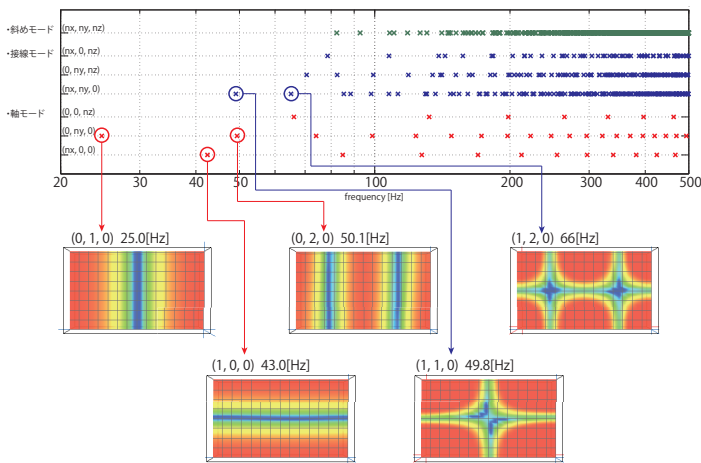 ・斜めモード (nx, ny, nz)
・接線モード (nx, 0, nz)
(0, ny, nz)
(nx, ny, 0)
・軸モード (0, 0, nz)
(0, ny, 0)
(nx, 0, 0)
20 30 40 50 100 200 300 400 500
frequency [Hz]
(0, 1, 0) 25.0[Hz]
(0, 2, 0) 50.1[Hz]
(1, 2, 0) 66[Hz]
(1, 0, 0) 43.0[Hz]
(1, 1, 0) 49.8[Hz]